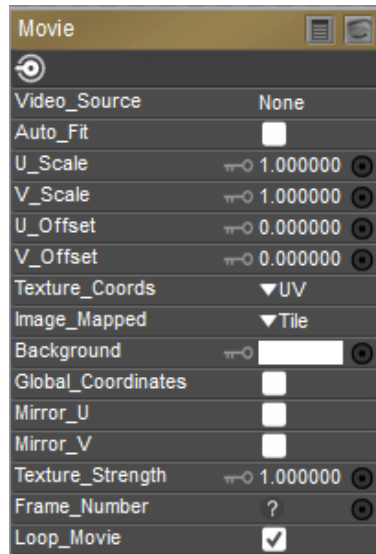 Movie
Video_Source None
Auto_Fit
U_Scale 1.000000
V_Scale 1.000000
U_Offset 0.000000
V_Offset 0.000000
Texture_Coords ▼UV
Image_Mapped ▼Tile
Background
Global_Coordinates
Mirror_U
Mirror_V
Texture_Strength 1.000000
Frame_Number ?
Loop_Movie ✓